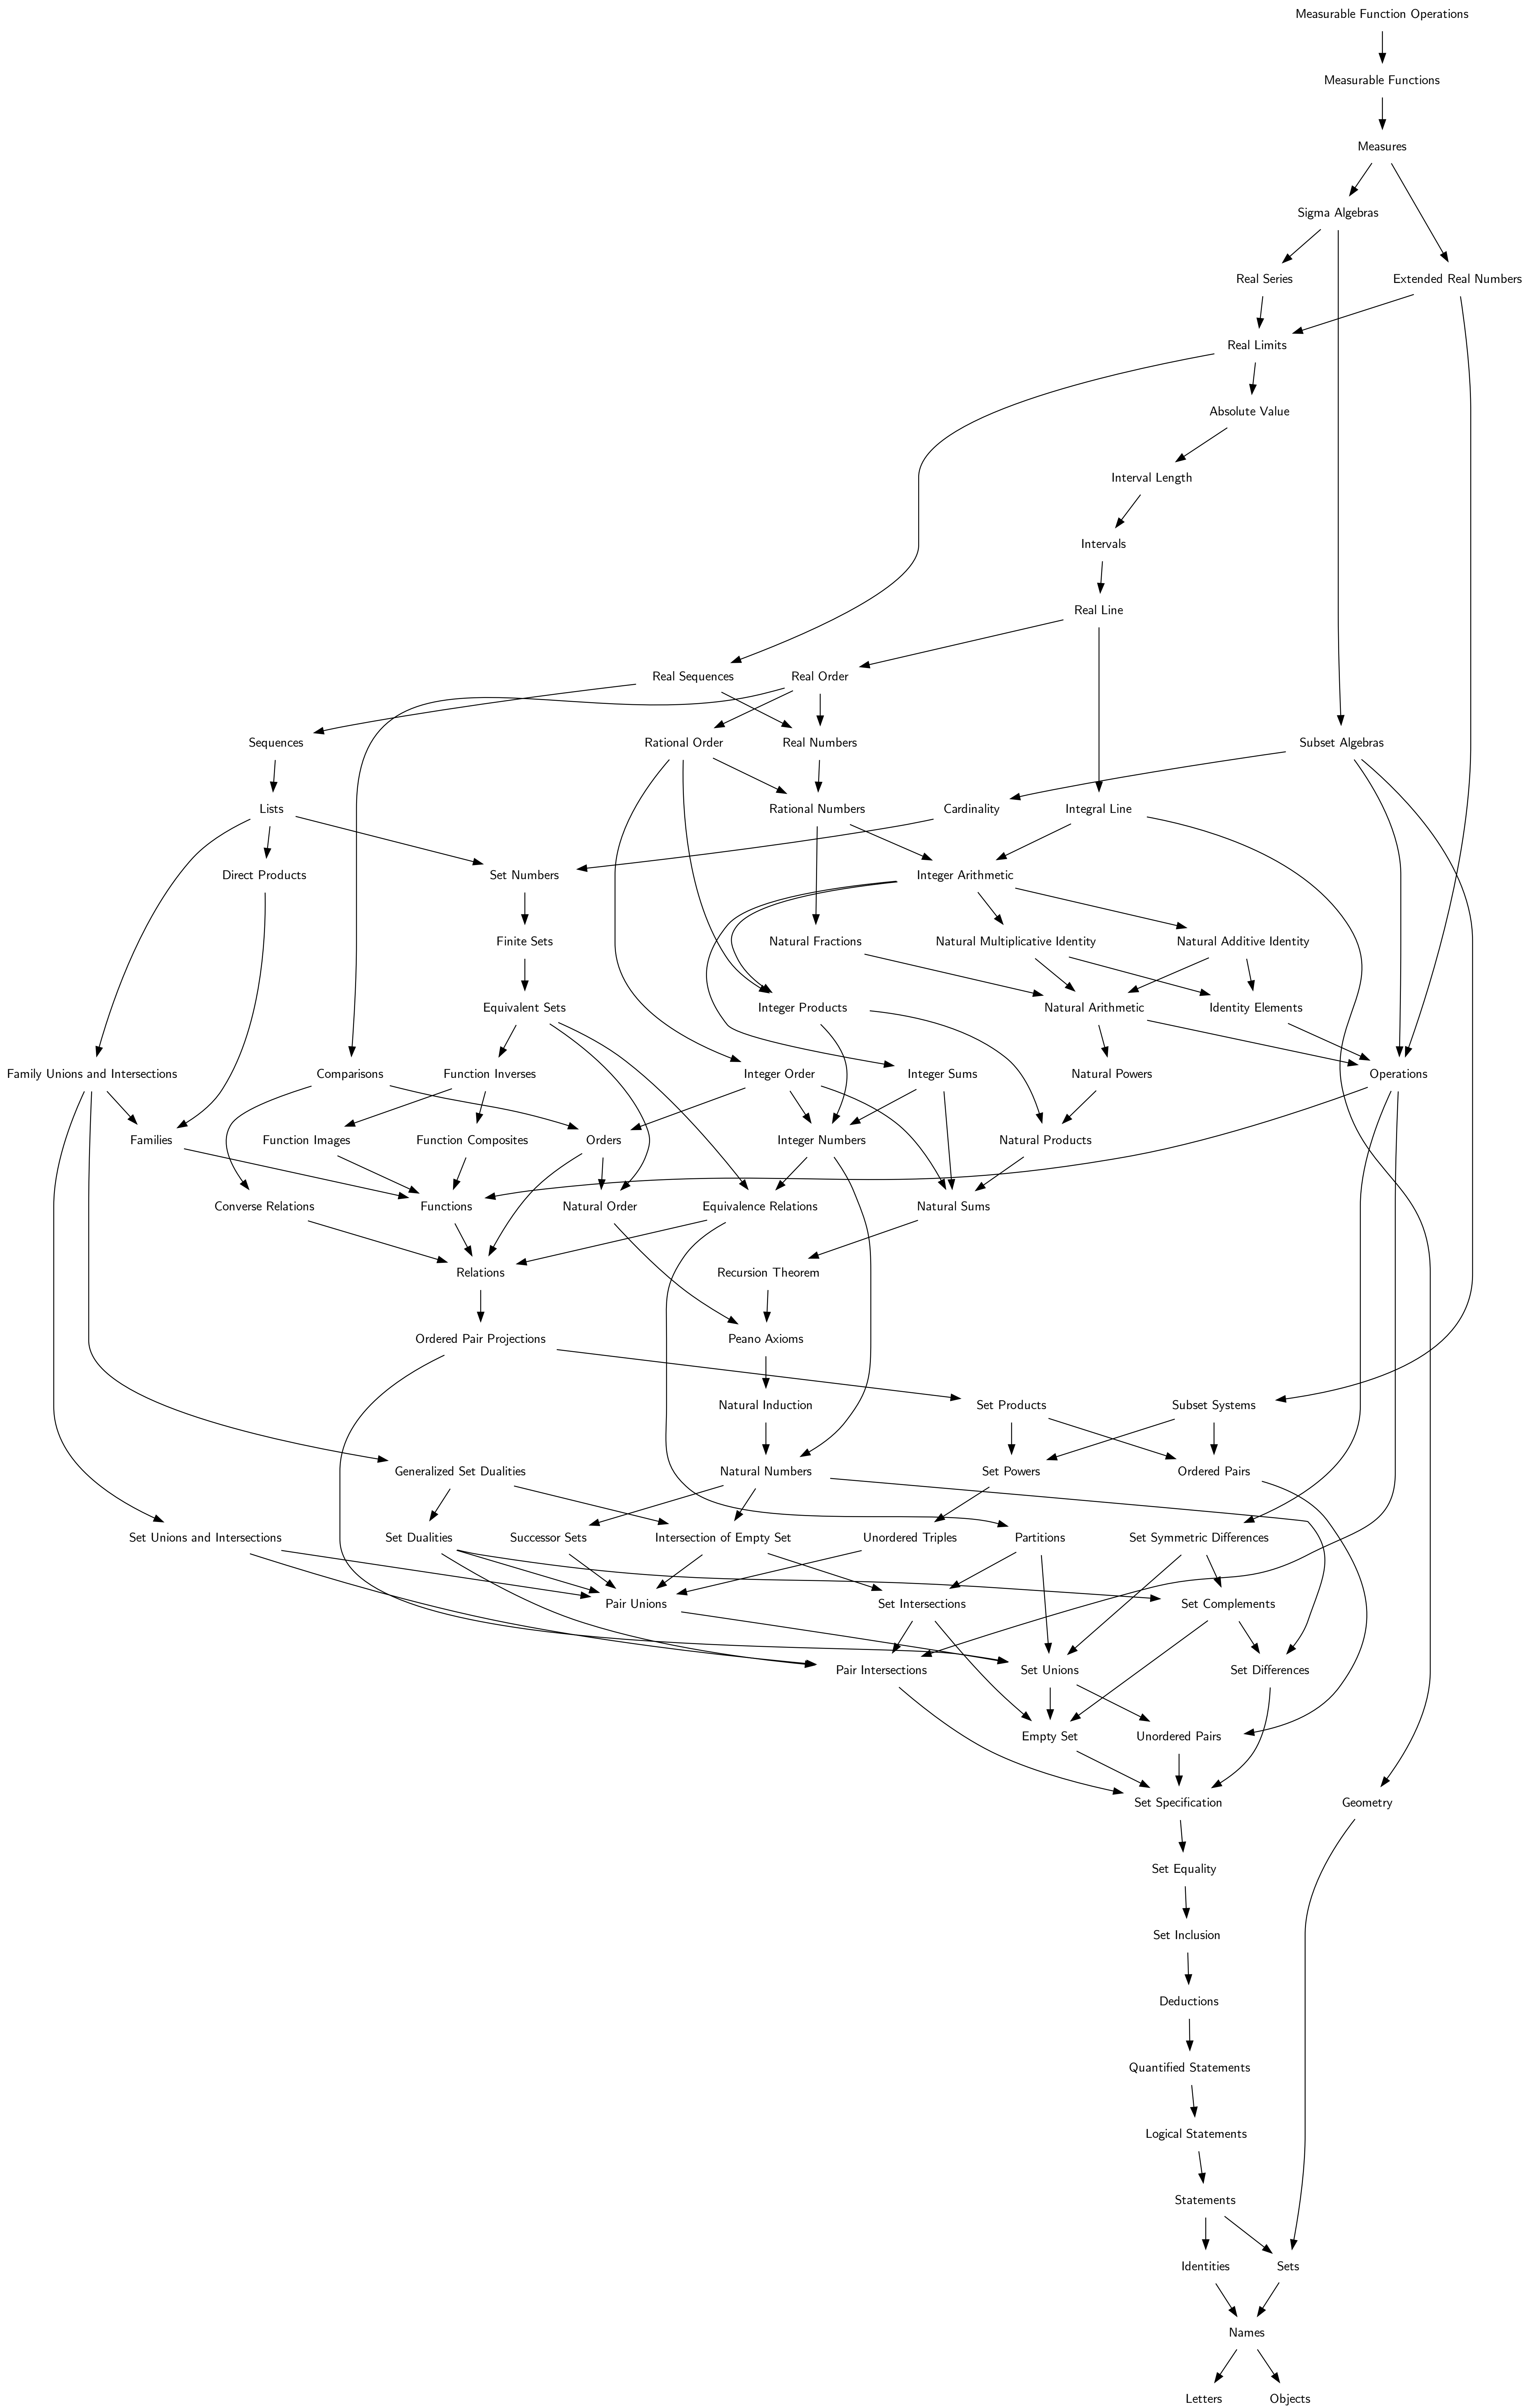 Measurable Function Operations
Measurable Functions
Measures
Sigma Algebras
Real Series
Extended Real Numbers
Real Limits
Absolute Value
Interval Length
Intervals
Real Line
Real Sequences
Real Order
Sequences
Rational Order
Real Numbers
Subset Algebras
Lists
Rational Numbers
Cardinality
Integral Line
Direct Products
Set Numbers
Integer Arithmetic
Finite Sets
Natural Fractions
Natural Multiplicative Identity
Natural Additive Identity
Equivalent Sets
Integer Products
Natural Arithmetic
Identity Elements
Family Unions and Intersections
Comparisons
Function Inverses
Integer Order
Integer Sums
Natural Powers
Operations
Families
Function Images
Function Composites
Orders
Integer Numbers
Natural Products
Converse Relations
Functions
Natural Order
Equivalence Relations
Natural Sums
Relations
Recursion Theorem
Ordered Pair Projections
Peano Axioms
Natural Induction
Set Products
Subset Systems
Generalized Set Dualities
Natural Numbers
Set Powers
Ordered Pairs
Set Unions and Intersections
Set Dualities
Successor Sets
Intersection of Empty Set
Unordered Triples
Partitions
Set Symmetric Differences
Pair Unions
Set Intersections
Set Complements
Pair Intersections
Set Unions
Set Differences
Empty Set
Unordered Pairs
Set Specification
Geometry
Set Equality
Set Inclusion
Deductions
Quantified Statements
Logical Statements
Statements
Identities
Sets
Names
Letters
Objects